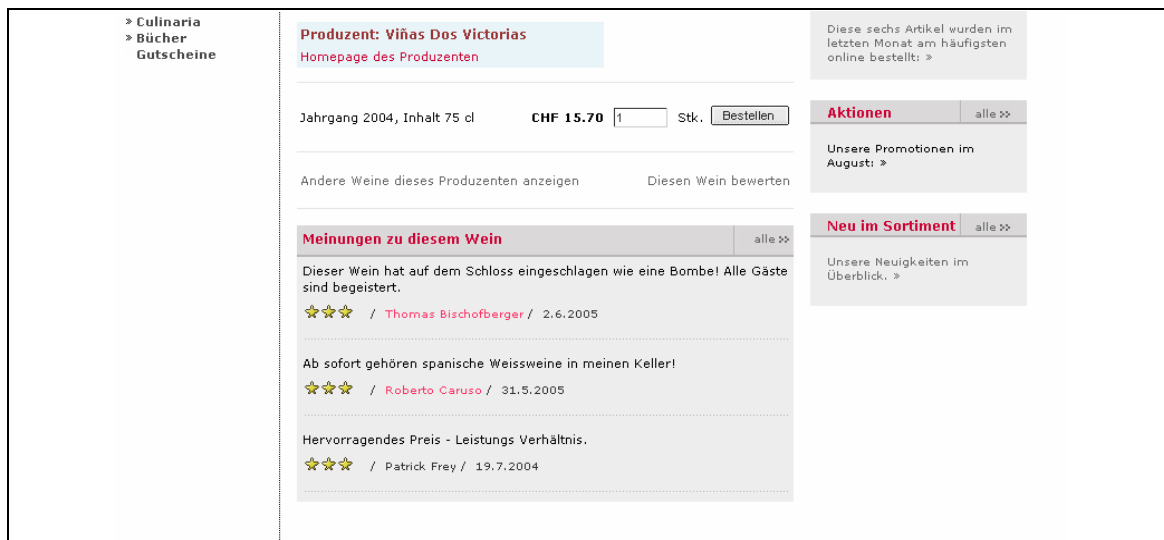 » Culinaria
» Bücher
Gutscheine
Produzent: Viñas Dos Victorias
Homepage des Produzenten
Jahrgang 2004, Inhalt 75 cl CHF 15.70 1 Stk. Bestellen
Andere Weine dieses Produzenten anzeigen Diesen Wein bewerten
Meinungen zu diesem Wein alle »
Dieser Wein hat auf dem Schloss eingeschlagen wie eine Bombe! Alle Gäste
sind begeistert.
/ Thomas Bischofberger / 2.6.2005
Ab sofort gehören spanische Weissweine in meinen Keller!
/ Roberto Caruso / 31.5.2005
Hervorragendes Preis - Leistungs Verhältnis.
/ Patrick Frey / 19.7.2004
Diese sechs Artikel wurden im
letzten Monat am häufigsten
online bestellt: »
Aktionen alle »
Unsere Promotionen im
August: »
Neu im Sortiment alle »
Unsere Neuigkeiten im
Überblick. »